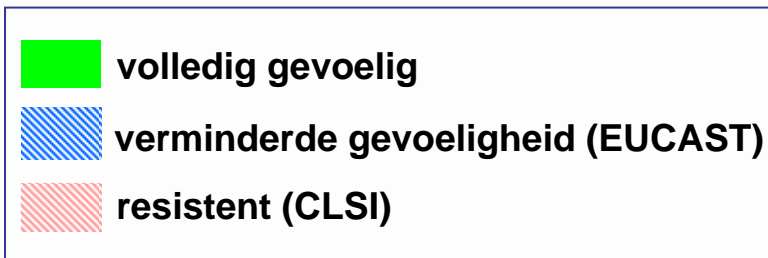 volledig gevoelig
verminderde gevoeligheid (EUCAST)
resistent (CLSI)